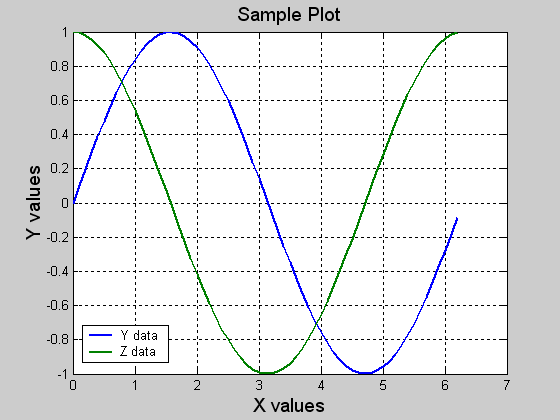 Sample Plot
1
0.8
0.6
0.4
0.2
0
-0.2
-0.4
-0.6
-0.8
-1
Y values
Y data
Z data
0 1 2 3 4 5 6 7
X values